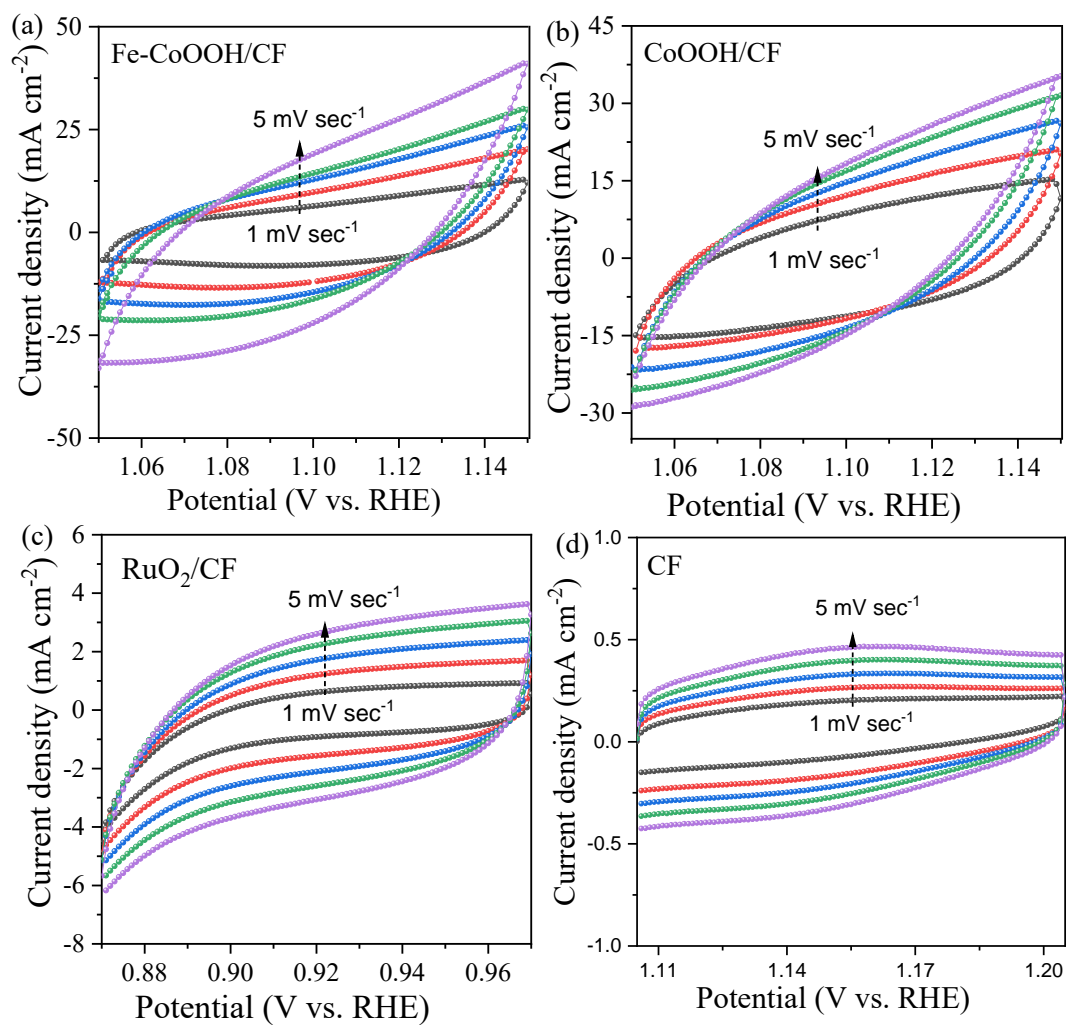 (a)
Fe-CoOOH/CF
5 mV sec⁻¹
1 mV sec⁻¹
50
25
0
-25
-50
Current density (mA cm⁻²)
1.06 1.08 1.10 1.12 1.14
Potential (V vs. RHE)
(b)
CoOOH/CF
5 mV sec⁻¹
1 mV sec⁻¹
45
30
15
0
-15
-30
Current density (mA cm⁻²)
1.06 1.08 1.10 1.12 1.14
Potential (V vs. RHE)
(c)
RuO₂/CF
5 mV sec⁻¹
1 mV sec⁻¹
6
4
2
0
-2
-4
-6
-8
Current density (mA cm⁻²)
0.88 0.90 0.92 0.94 0.96
Potential (V vs. RHE)
(d)
CF
5 mV sec⁻¹
1 mV sec⁻¹
1.0
0.5
0.0
-0.5
-1.0
Current density (mA cm⁻²)
1.11 1.14 1.17 1.20
Potential (V vs. RHE)